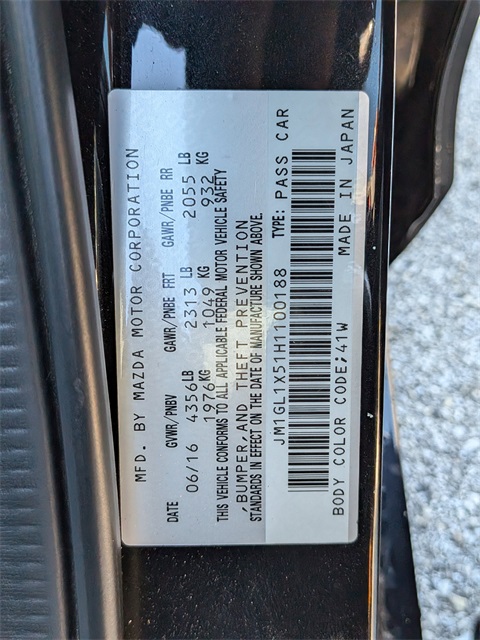 MFD. BY MAZDA MOTOR CORPORATION
DATE GVWR/PNBV GAWR/PNBE FRT GAWR/PNBE RR
06/16 4356LB 2313 LB 2055 LB
1976KG 1049 KG 932 KG
THIS VEHICLE CONFORMS TO ALL APPLICABLE FEDERAL MOTOR VEHICLE SAFETY
,BUMPER,AND THEFT PREVENTION
STANDARDS IN EFFECT ON THE DATE OF MANUFACTURE SHOWN ABOVE.
JM1GL1X51H1100188 TYPE: PASS CAR
BODY COLOR CODE;41W MADE IN JAPAN